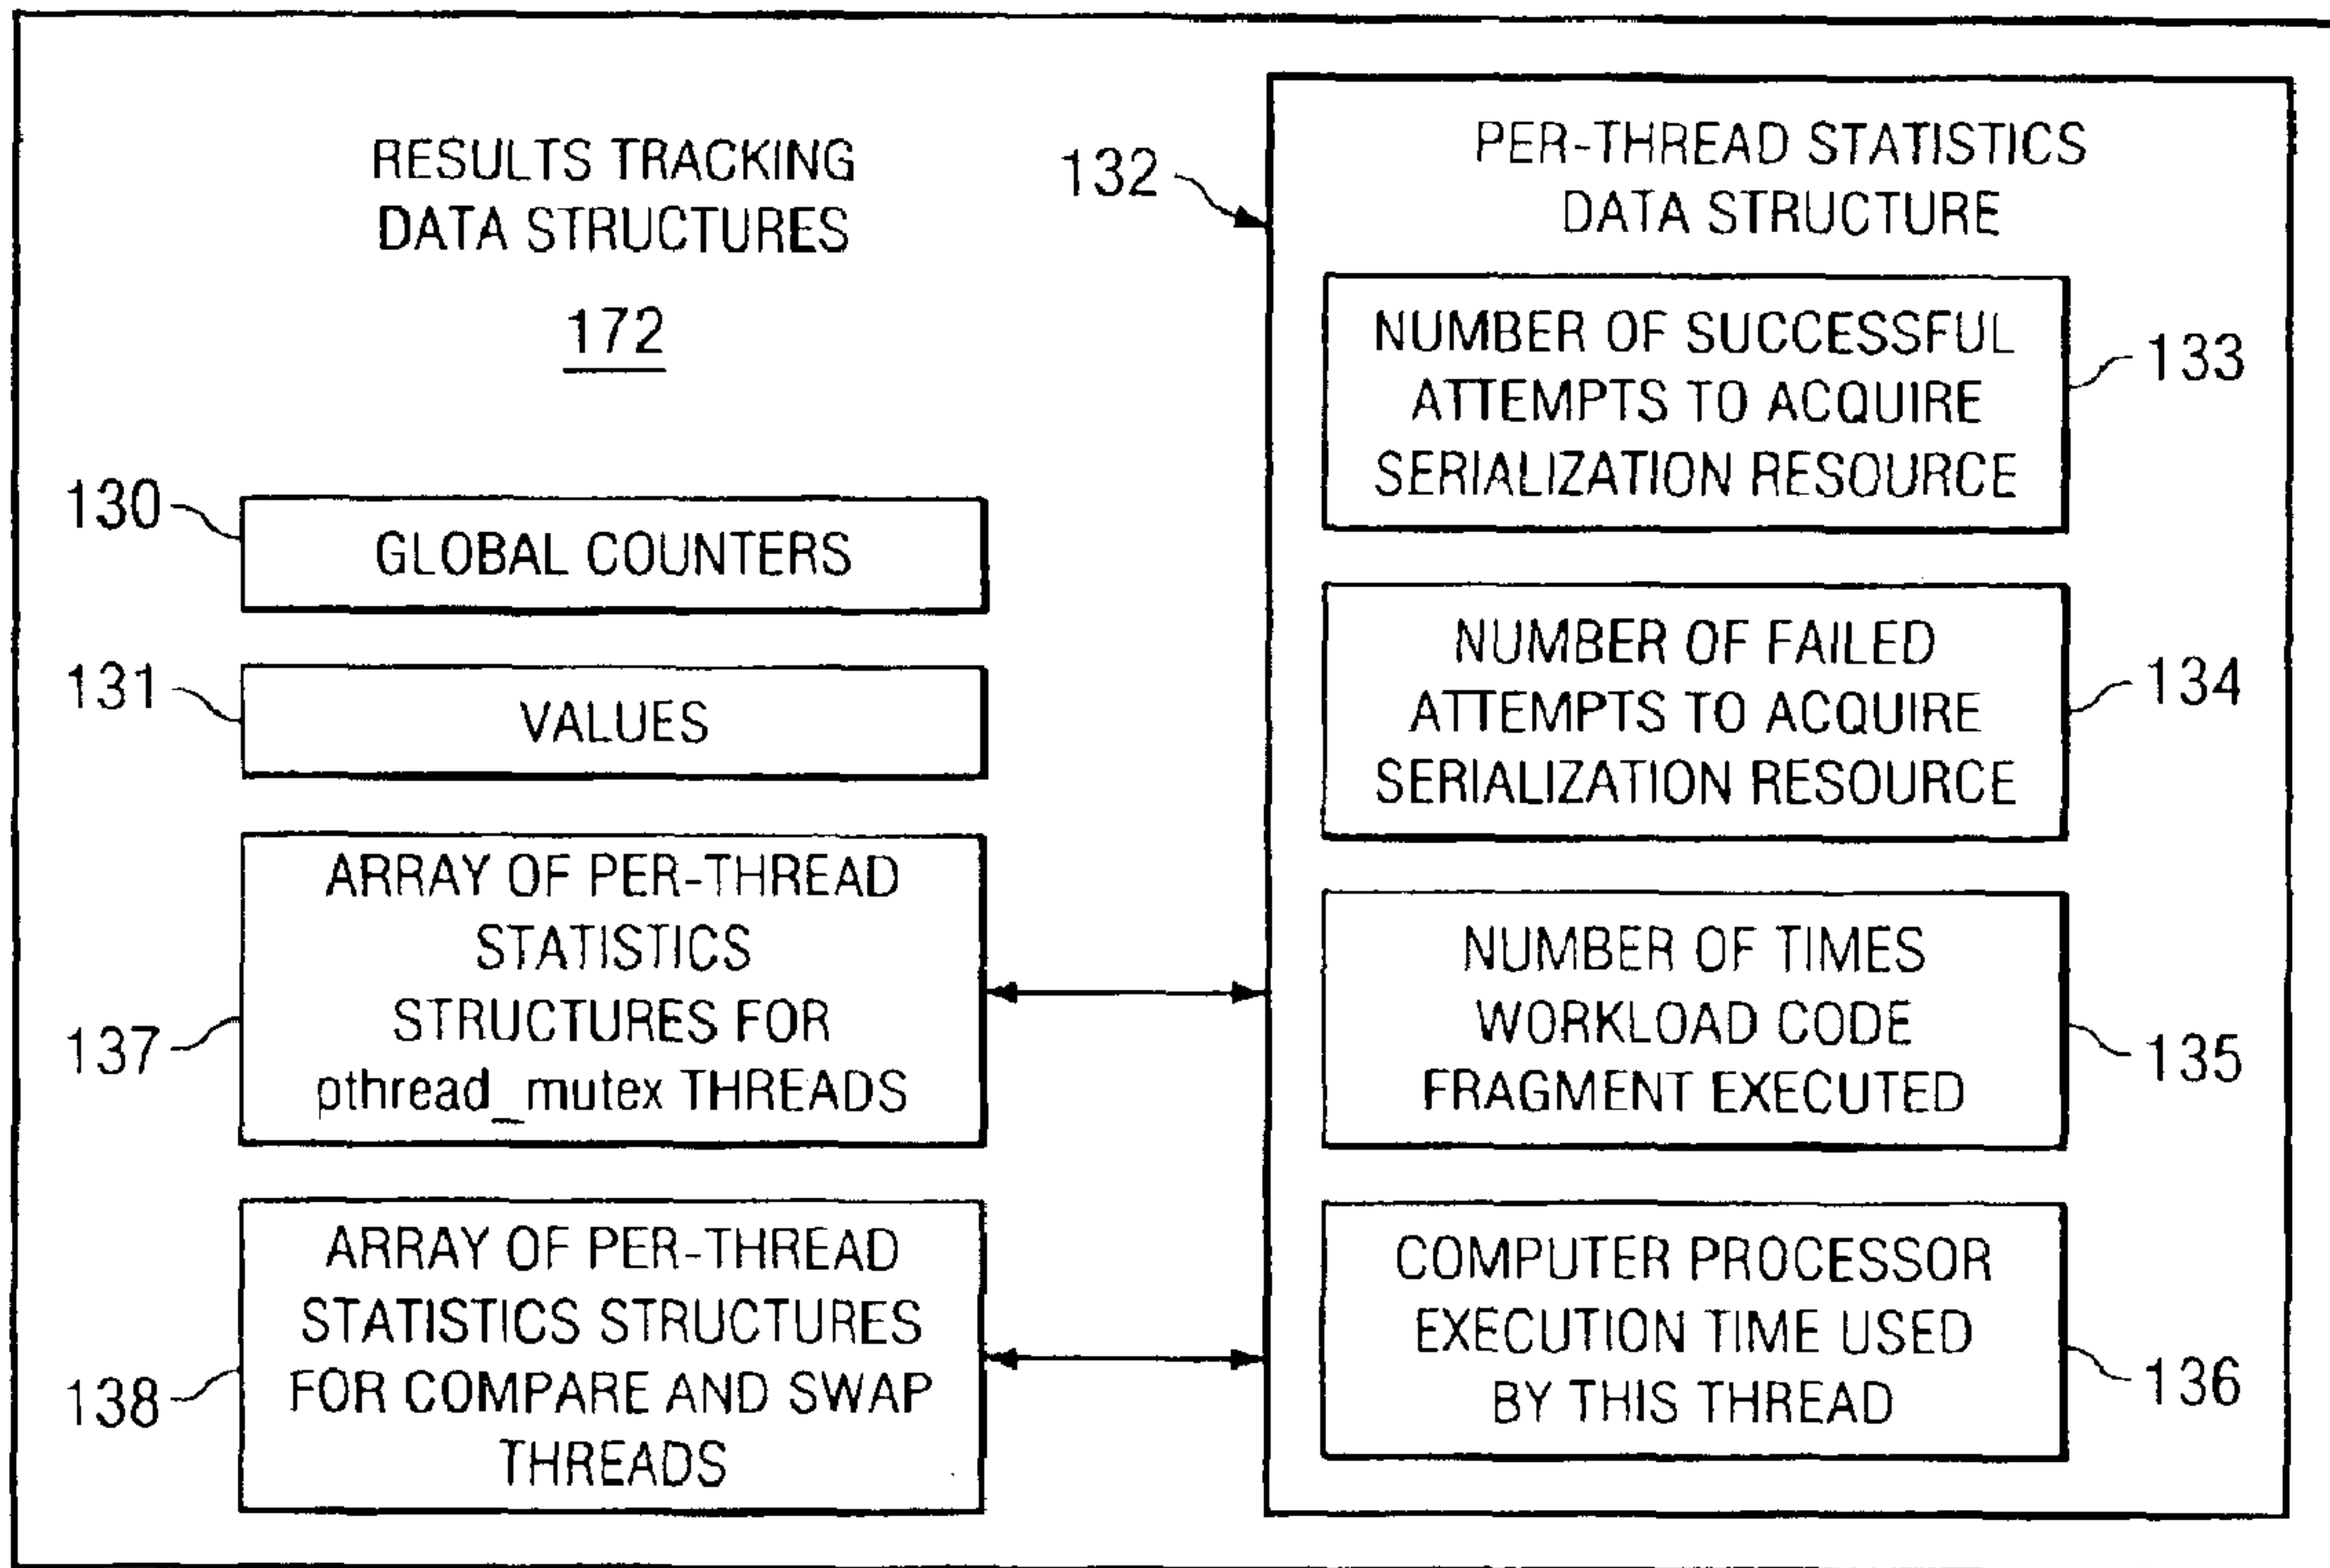 RESULTS TRACKING
DATA STRUCTURES
172
130
GLOBAL COUNTERS
131
VALUES
137
ARRAY OF PER-THREAD
STATISTICS
STRUCTURES FOR
pthread_mutex THREADS
138
ARRAY OF PER-THREAD
STATISTICS STRUCTURES
FOR COMPARE AND SWAP
THREADS
132
PER-THREAD STATISTICS
DATA STRUCTURE
NUMBER OF SUCCESSFUL
ATTEMPTS TO ACQUIRE
SERIALIZATION RESOURCE
133
NUMBER OF FAILED
ATTEMPTS TO ACQUIRE
SERIALIZATION RESOURCE
134
NUMBER OF TIMES
WORKLOAD CODE
FRAGMENT EXECUTED
135
COMPUTER PROCESSOR
EXECUTION TIME USED
BY THIS THREAD
136